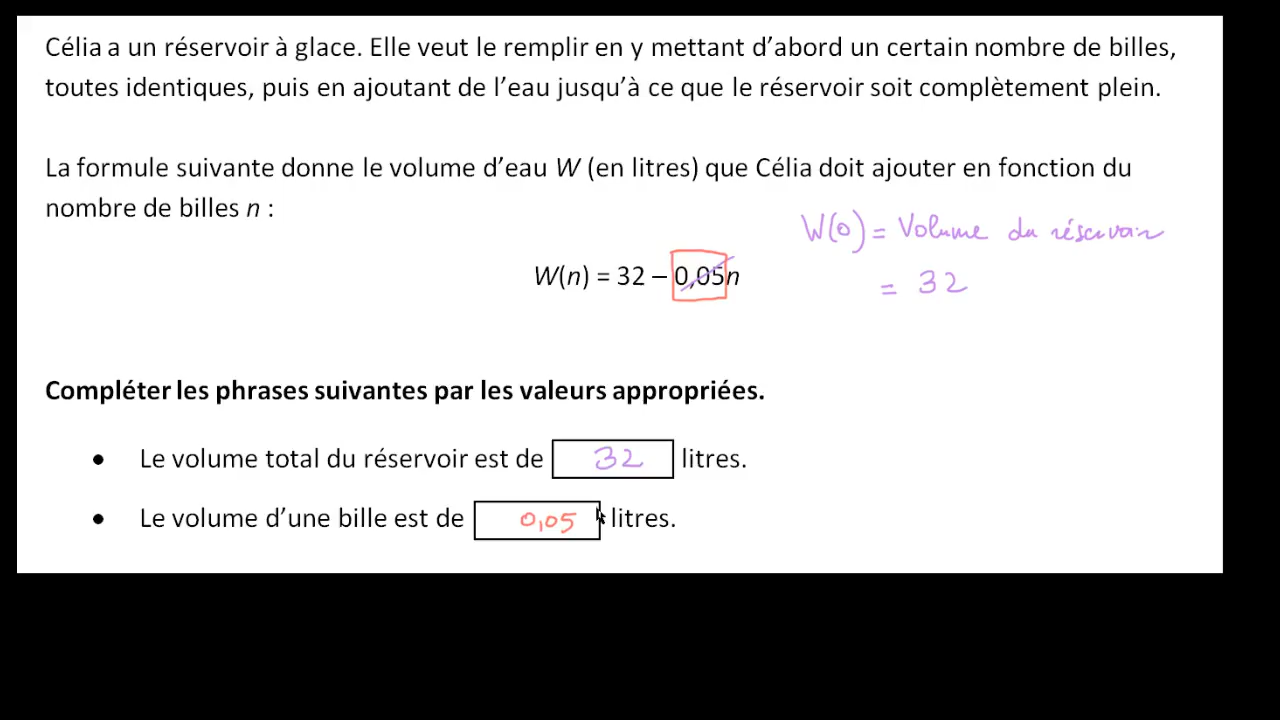 Célia a un réservoir à glace. Elle veut le remplir en y mettant d’abord un certain nombre de billes,
toutes identiques, puis en ajoutant de l’eau jusqu’à ce que le réservoir soit complètement plein.
La formule suivante donne le volume d’eau W (en litres) que Célia doit ajouter en fonction du
nombre de billes n :
W(0) = Volume du réservoir
W(n) = 32 – 0,05n
= 32
Compléter les phrases suivantes par les valeurs appropriées.
• Le volume total du réservoir est de 32 litres.
• Le volume d’une bille est de 0,05 litres.